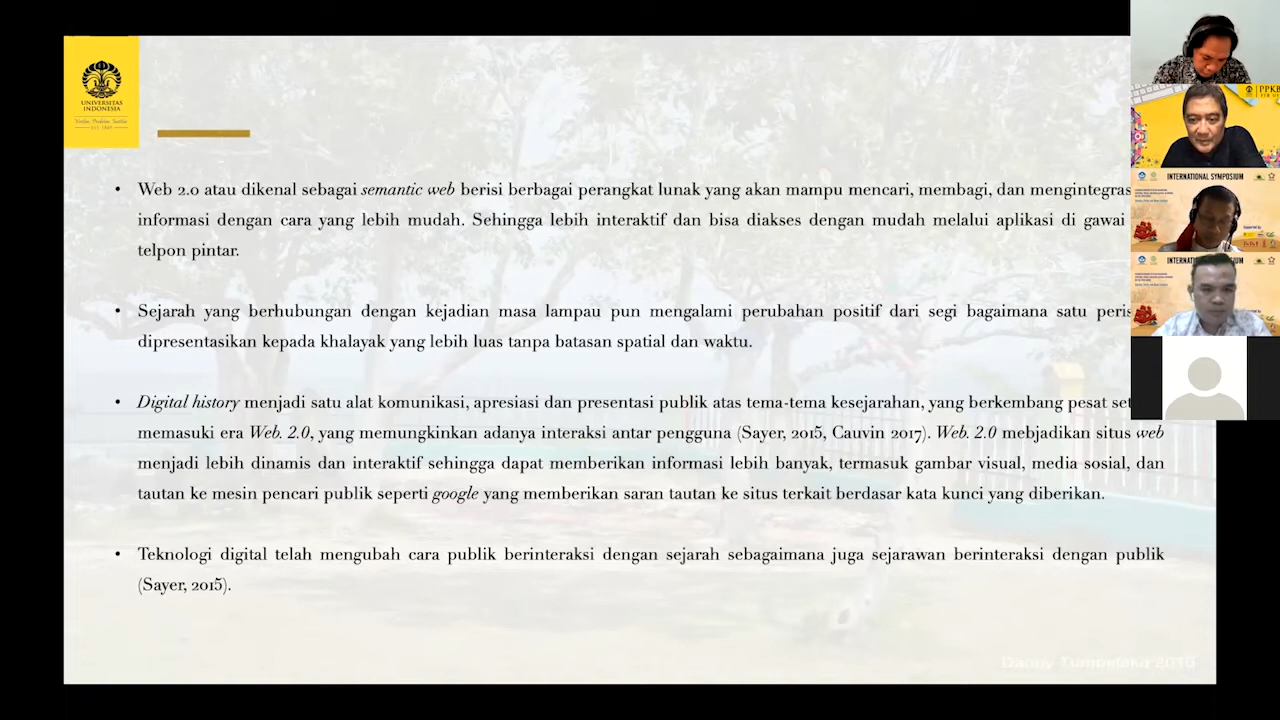 UNIVERSITAS
INDONESIA
Veritas, Probitas, Iustitia
EST. 1849
• Web 2.0 atau dikenal sebagai semantic web berisi berbagai perangkat lunak yang akan mampu mencari, membagi, dan mengintegras
informasi dengan cara yang lebih mudah. Sehingga lebih interaktif dan bisa diakses dengan mudah melalui aplikasi di gawai
telpon pintar.
• Sejarah yang berhubungan dengan kejadian masa lampau pun mengalami perubahan positif dari segi bagaimana satu peris
dipresentasikan kepada khalayak yang lebih luas tanpa batasan spatial dan waktu.
• Digital history menjadi satu alat komunikasi, apresiasi dan presentasi publik atas tema-tema kesejarahan, yang berkembang pesat set
memasuki era Web. 2.0, yang memungkinkan adanya interaksi antar pengguna (Sayer, 2015, Cauvin 2017). Web. 2.0 mebjadikan situs web
menjadi lebih dinamis dan interaktif sehingga dapat memberikan informasi lebih banyak, termasuk gambar visual, media sosial, dan
tautan ke mesin pencari publik seperti google yang memberikan saran tautan ke situs terkait berdasar kata kunci yang diberikan.
• Teknologi digital telah mengubah cara publik berinteraksi dengan sejarah sebagaimana juga sejarawan berinteraksi dengan publik
(Sayer, 2015).
Danny Tumpelaka 2016
PPKB
FIB UI
INTERNATIONAL SYMPOSIUM